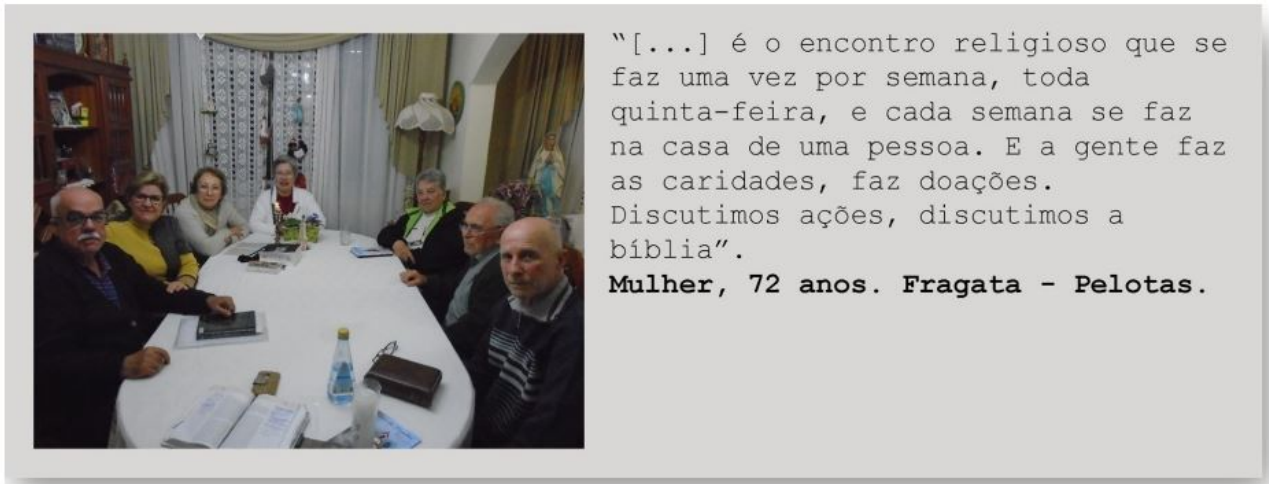 “[...] é o encontro religioso que se
faz uma vez por semana, toda
quinta-feira, e cada semana se faz
na casa de uma pessoa. E a gente faz
as caridades, faz doações.
Discutimos ações, discutimos a
bíblia”.
Mulher, 72 anos. Fragata - Pelotas.